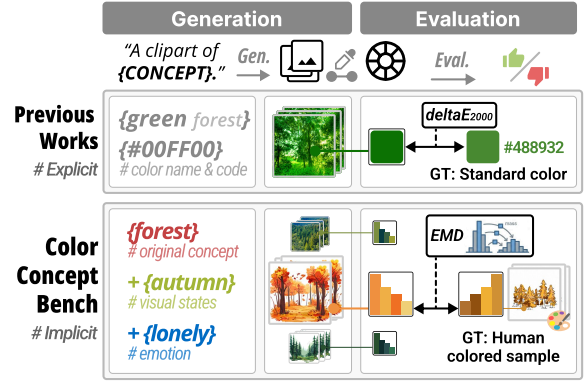 Generation
Evaluation
“A clipart of
{CONCEPT}.”
Gen.
Eval.
Previous
Works
# Explicit
{green forest}
{#00FF00}
# color name & code
deltaE2000
#488932
GT: Standard color
Color
Concept
Bench
# Implicit
{forest}
# original concept
+ {autumn}
# visual states
+ {lonely}
# emotion
EMD
GT: Human
colored sample